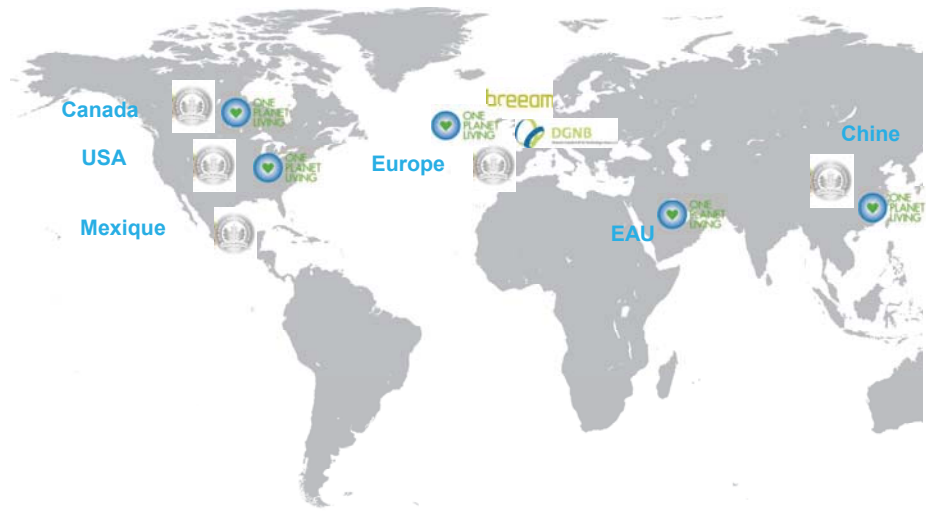 Canada
ONE
PLANET
LIVING
USA
ONE
PLANET
LIVING
Mexique
breeam
ONE
PLANET
LIVING
DGNB
Europe
EAU
ONE
PLANET
LIVING
Chine
ONE
PLANET
LIVING